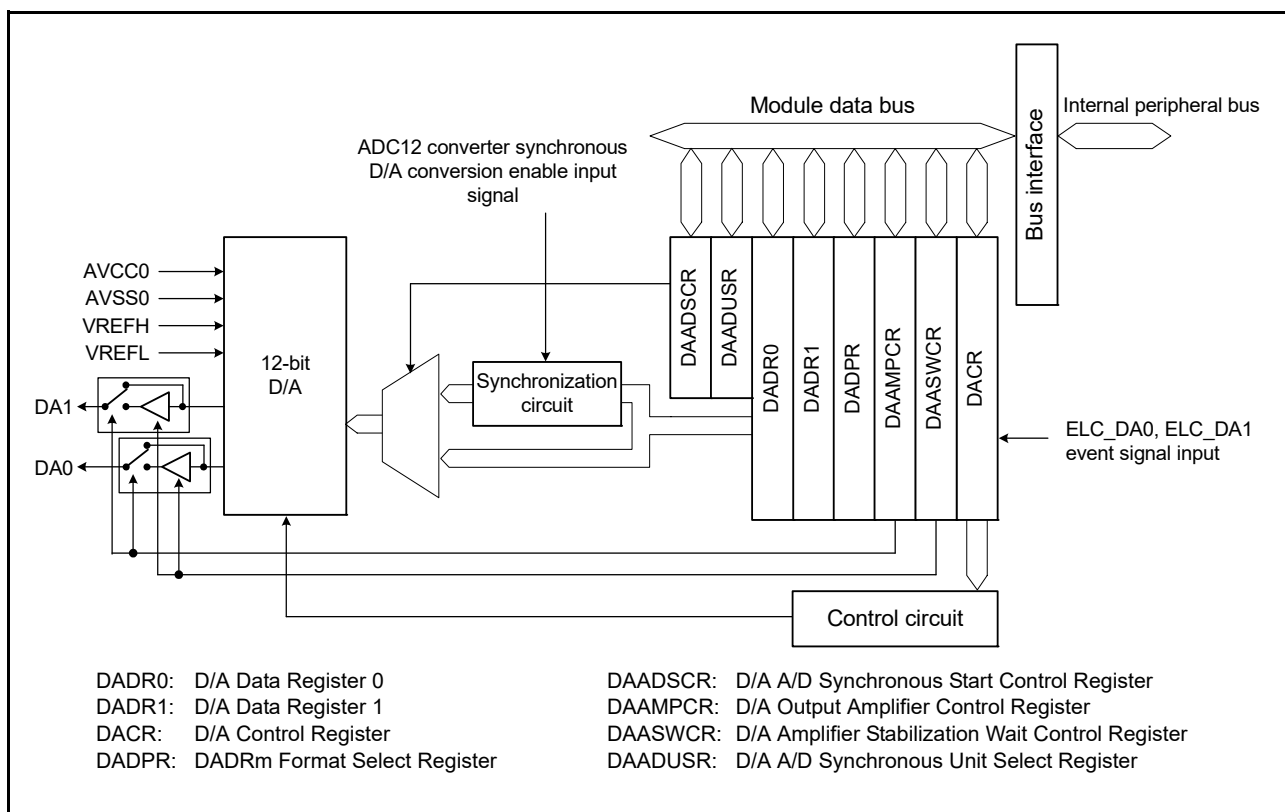 Module data bus
Internal peripheral bus
Bus interface
ADC12 converter synchronous
D/A conversion enable input
signal
AVCC0
AVSS0
VREFH
VREFL
12-bit
D/A
DA1
DA0
Synchronization
circuit
DAADSCR
DAADUSR
DADR0
DADR1
DADPR
DAAMPCR
DAASWCR
DACR
ELC_DA0, ELC_DA1
event signal input
Control circuit
DADR0: D/A Data Register 0
DADR1: D/A Data Register 1
DACR: D/A Control Register
DADPR: DADRm Format Select Register
DAADSCR: D/A A/D Synchronous Start Control Register
DAAMPCR: D/A Output Amplifier Control Register
DAASWCR: D/A Amplifier Stabilization Wait Control Register
DAADUSR: D/A A/D Synchronous Unit Select Register